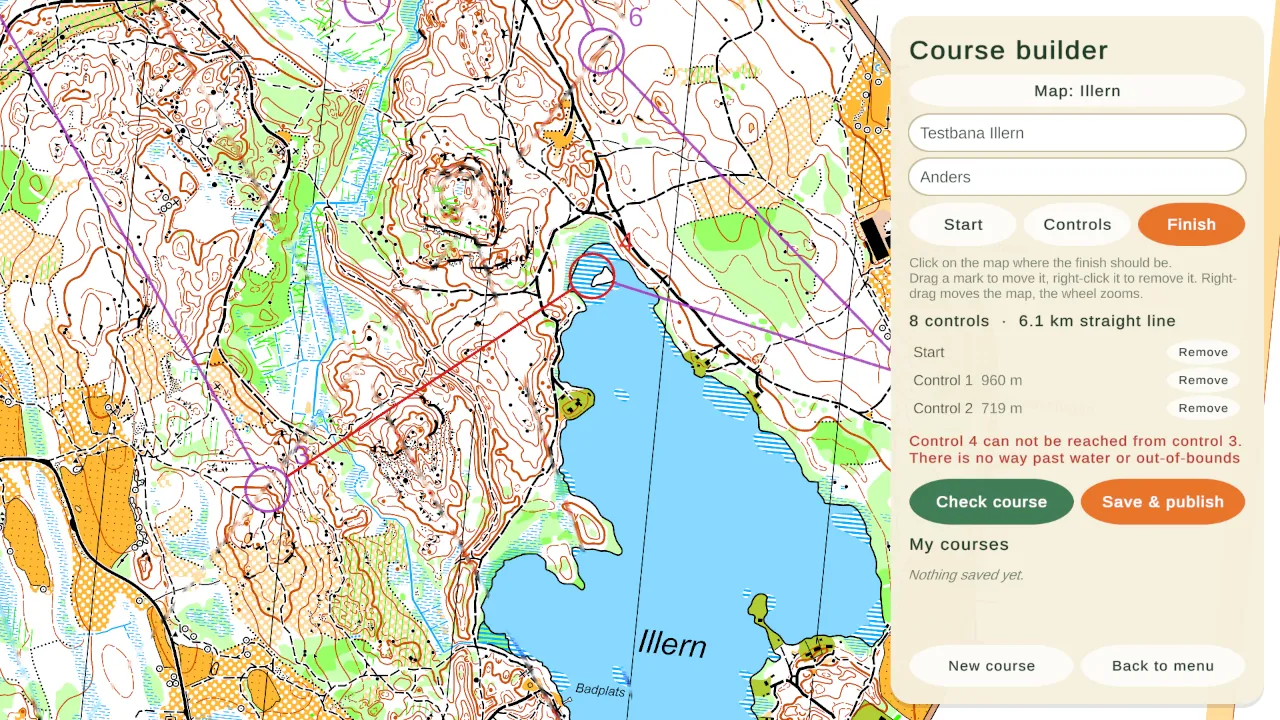 6
4
3
5
Illern
Badplats
Course builder
Map: Illern
Testbana Illern
Anders
Start
Controls
Finish
Click on the map where the finish should be.
Drag a mark to move it, right-click it to remove it. Right-
drag moves the map, the wheel zooms.
8 controls · 6.1 km straight line
Start
Remove
Control 1 960 m
Remove
Control 2 719 m
Remove
Control 4 can not be reached from control 3.
There is no way past water or out-of-bounds
Check course
Save & publish
My courses
Nothing saved yet.
New course
Back to menu